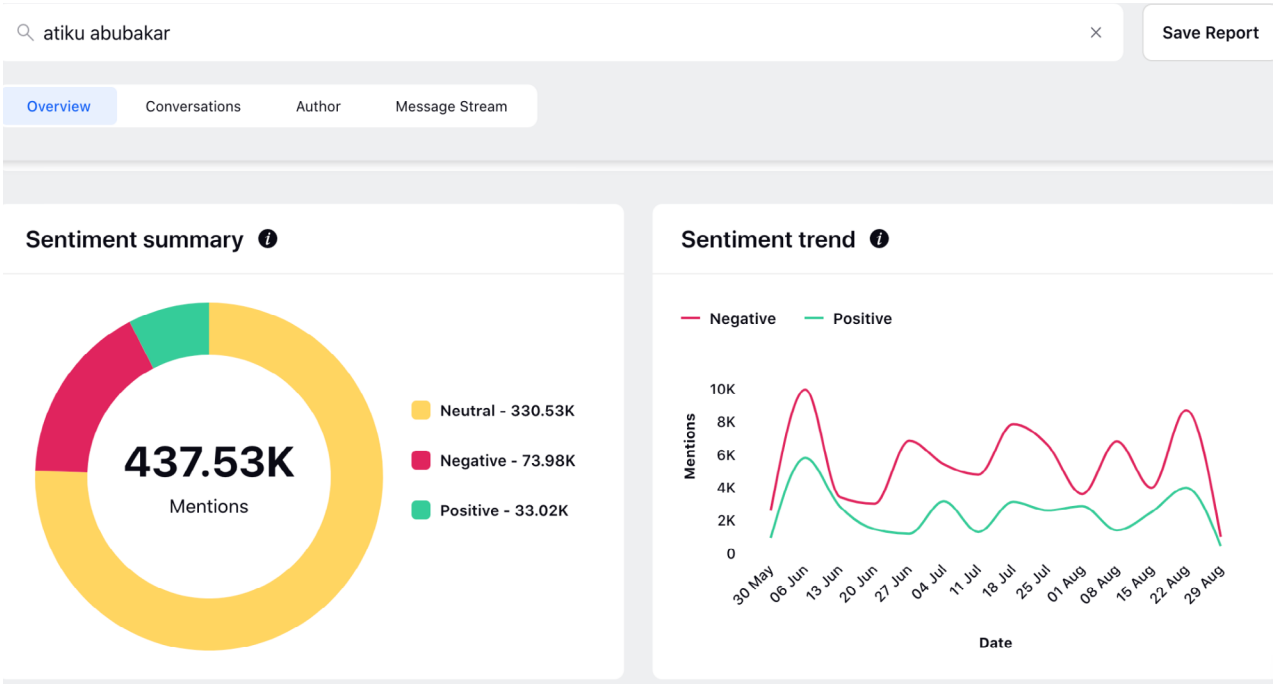 atiku abubakar
Save Report
Overview
Conversations
Author
Message Stream
Sentiment summary
437.53K
Mentions
Neutral - 330.53K
Negative - 73.98K
Positive - 33.02K
Sentiment trend
Negative
Positive
Mentions
10K
8K
6K
4K
2K
0
30 May
06 Jun
13 Jun
20 Jun
27 Jun
04 Jul
11 Jul
18 Jul
25 Jul
01 Aug
08 Aug
15 Aug
22 Aug
29 Aug
Date